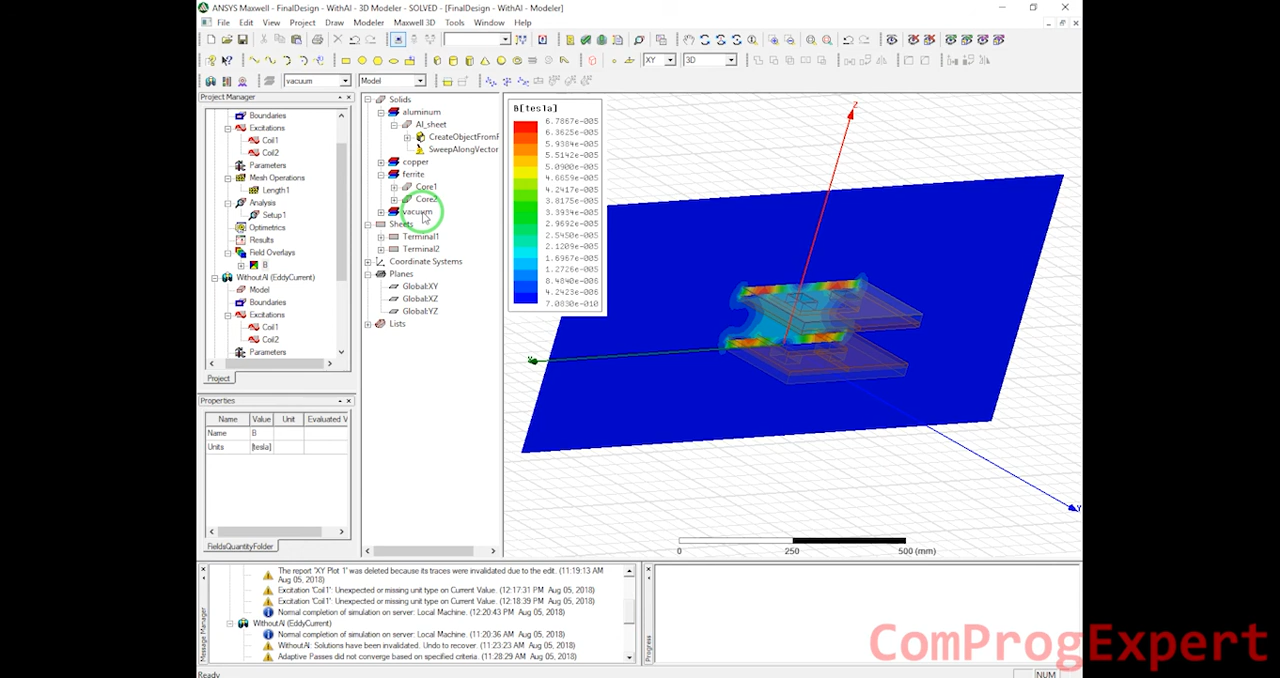 ANSYS Maxwell - FinalDesign - WithAl - 3D Modeler - SOLVED - [FinalDesign - WithAl - Modeler]
File Edit View Project Draw Modeler Maxwell 3D Tools Window Help
XY 3D
vacuum Model
Project Manager
Boundaries
Excitations
Coil1
Coil2
Parameters
Mesh Operations
Length1
Analysis
Setup1
Optimetrics
Results
Field Overlays
B
WithoutAl (EddyCurrent)
Model
Boundaries
Excitations
Coil1
Coil2
Parameters
Project
Properties
Name Value Unit Evaluated V
Name B
Units [tesla]
FieldsQuantityFolder
Solids
aluminum
Al_sheet
CreateObjectFromF
SweepAlongVector
copper
ferrite
Core1
Core2
vacuum
Sheets
Terminal1
Terminal2
Coordinate Systems
Planes
Global:XY
Global:XZ
Global:YZ
Lists
B[tesla]
6.7867e-005
6.3625e-005
5.9384e-005
5.5142e-005
5.0900e-005
4.6659e-005
4.2417e-005
3.8175e-005
3.3934e-005
2.9692e-005
2.5450e-005
2.1209e-005
1.6967e-005
1.2726e-005
8.4840e-006
4.2423e-006
7.0830e-010
Z
Y
0 250 500 (mm)
Message Manager
The report "XY Plot 1" was deleted because its traces were invalidated due to the edit. (11:19:13 AM
Aug 05, 2018)
Excitation 'Coil1': Unexpected or missing unit type on Current Value. (12:17:31 PM Aug 05, 2018)
Excitation 'Coil1': Unexpected or missing unit type on Current Value. (12:18:39 PM Aug 05, 2018)
Normal completion of simulation on server: Local Machine. (12:20:43 PM Aug 05, 2018)
WithoutAl (EddyCurrent)
Normal completion of simulation on server: Local Machine. (11:20:36 AM Aug 05, 2018)
WithoutAl: Solutions have been invalidated. Undo to recover. (11:23:23 AM Aug 05, 2018)
Adaptive Passes did not converge based on specified criteria. (11:28:29 AM Aug 05, 2018)
Progress
ComProgExpert
Ready
NUM